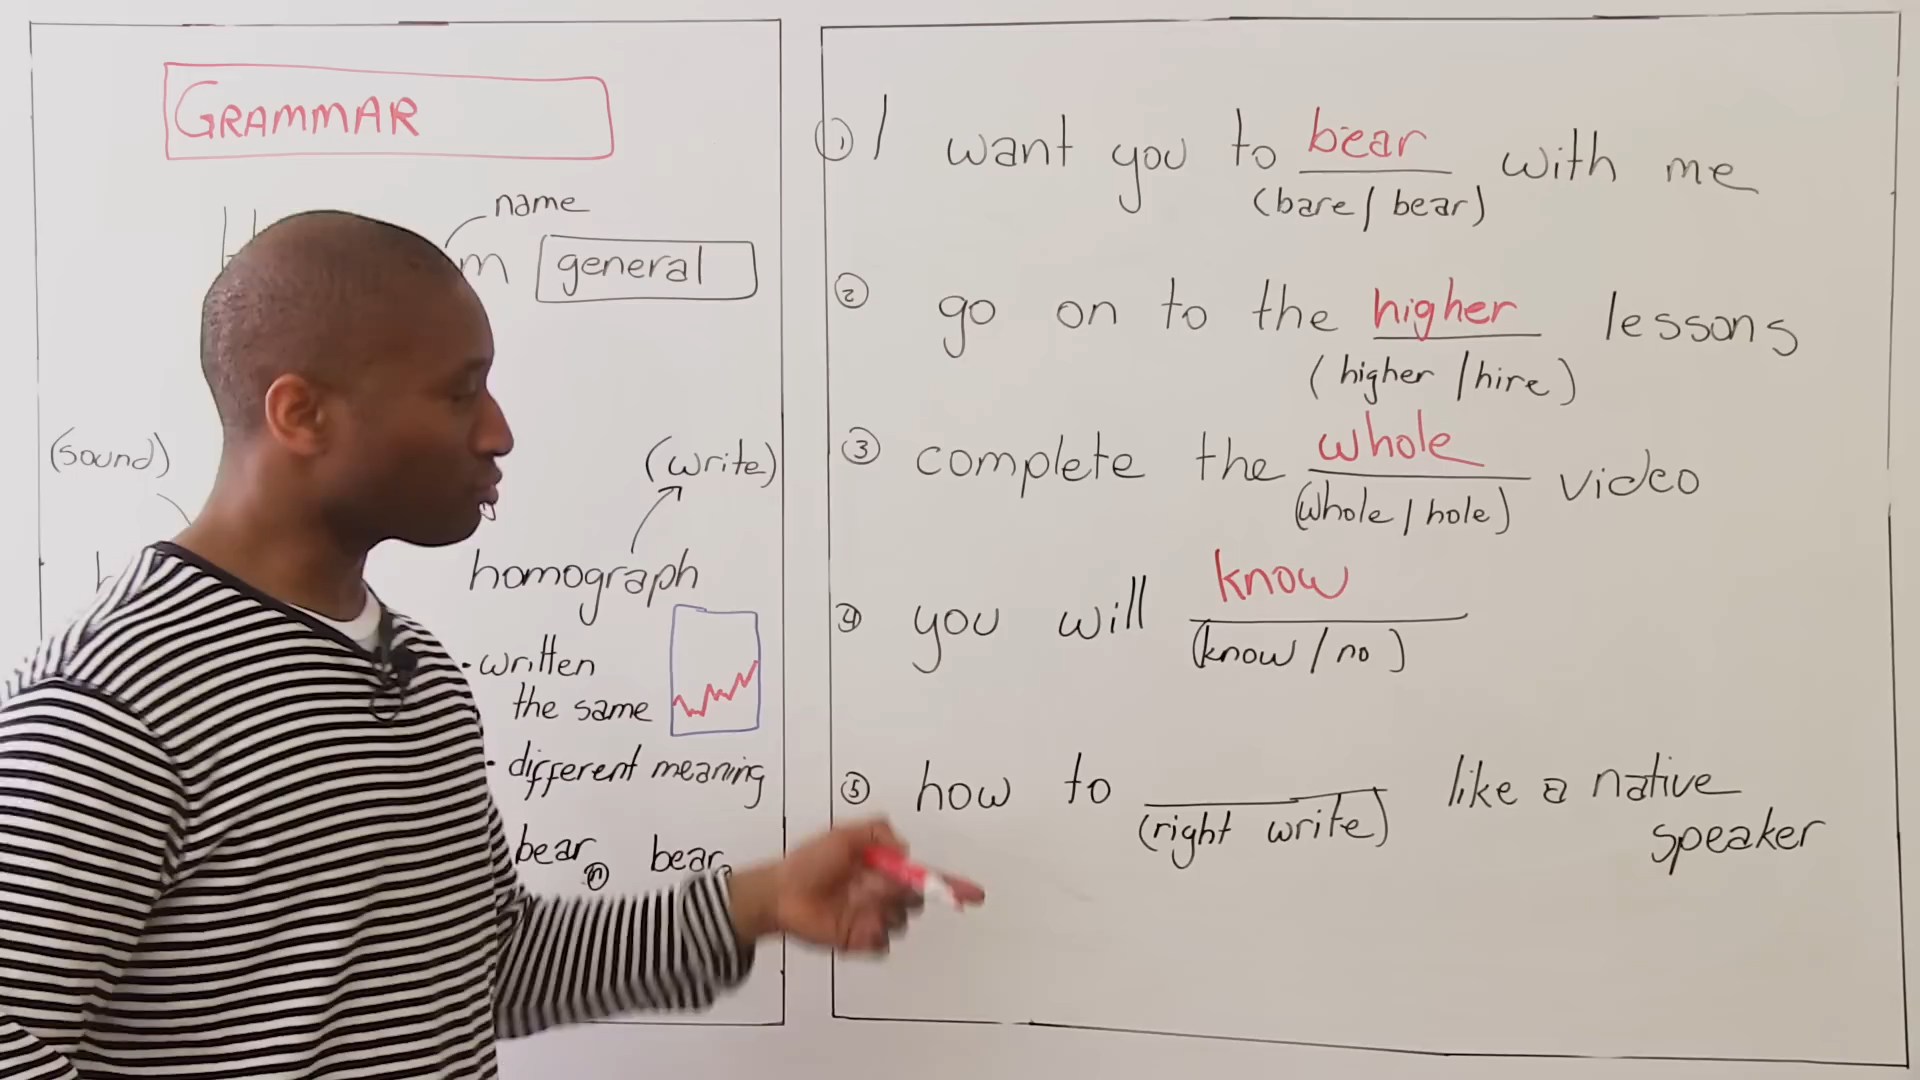 GRAMMAR
name
general
(sound)
(write)
homograph
• written
the same
• different meaning
bear (n) bear
① I want you to bear with me
(bare / bear)
② go on to the higher lessons
(higher / hire)
③ complete the whole video
(whole / hole)
④ you will know
(know / no)
⑤ how to like a native
(right write) speaker